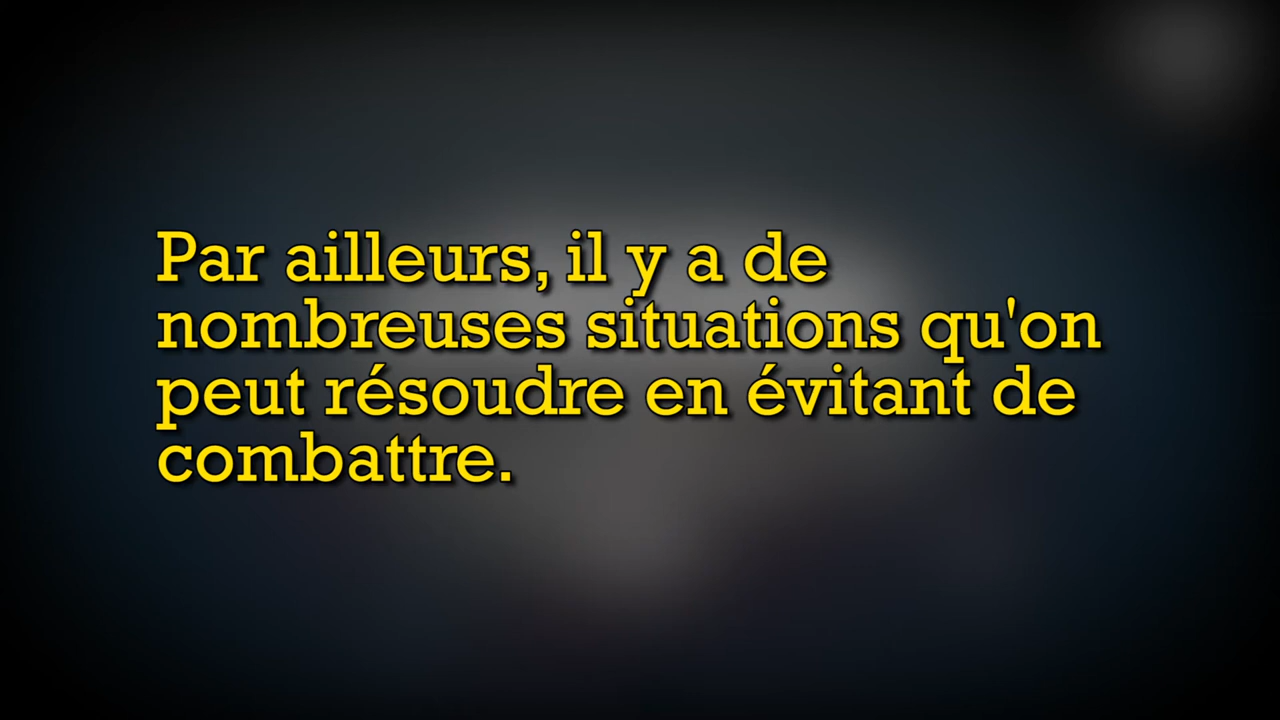 Par ailleurs, il y a de
nombreuses situations qu'on
peut résoudre en évitant de
combattre.